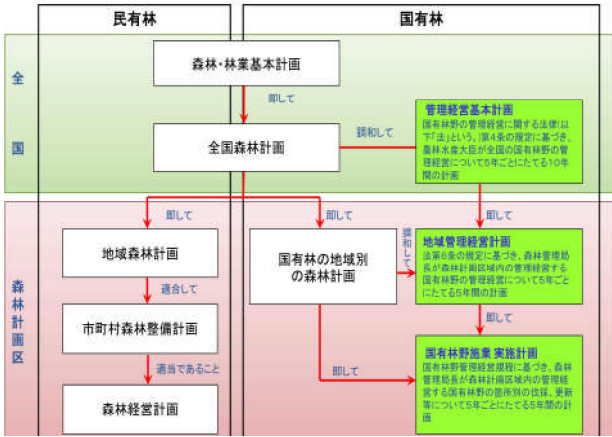 民有林
国有林
全
国
森林・林業基本計画
即して
全国森林計画
調和して
管理経営基本計画
国有林野の管理経営に関する法律(以
下「法」という。)第4条の規定に基づき、
農林水産大臣が全国の国有林野の管
理経営について5年ごとにたてる10年
間の計画
森林計画区
即して
即して
即して
地域森林計画
国有林の地域別
の森林計画
調和して
地域管理経営計画
法第6条の規定に基づき、森林管理局
長が森林計画区域内の管理経営する
国有林野の管理経営について5年ごと
にたてる5年間の計画
適合して
市町村森林整備計画
適当であること
森林経営計画
即して
即して
国有林野施業 実施計画
国有林野管理経営規程に基づき、森林
管理局長が森林計画区域内の管理経
営する国有林野の箇所別の伐採、更新
等について5年ごとにたてる5年間の計
画